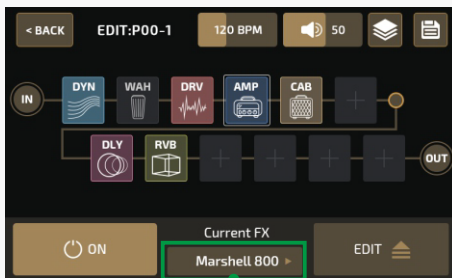 < BACK EDIT:P00-1 120 BPM 50
IN DYN WAH DRV AMP CAB
DLY RVB OUT
Current FX
ON Marshell 800 EDIT